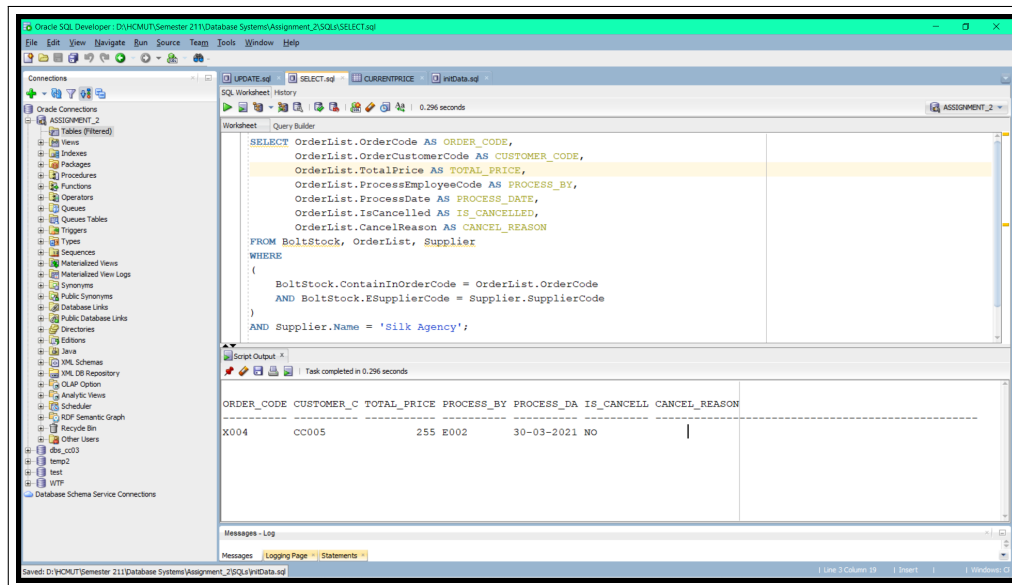 Oracle SQL Developer : D:\HCMUT\Semester 211\Database Systems\Assignment_2\SQLs\SELECT.sql
File Edit View Navigate Run Source Team Tools Window Help
Connections
Oracle Connections
ASSIGNMENT_2
Tables (Filtered)
Views
Indexes
Packages
Procedures
Functions
Operators
Queues
Queues Tables
Triggers
Types
Sequences
Materialized Views
Materialized View Logs
Synonyms
Public Synonyms
Database Links
Public Database Links
Directories
Editions
Java
XML Schemas
XML DB Repository
OLAP Option
Analytic Views
Scheduler
RDF Semantic Graph
Recycle Bin
Other Users
dbs_cc03
temp2
test
WTF
Database Schema Service Connections
UPDATE.sql SELECT.sql CURRENTPRICE initData.sql
SQL Worksheet History
0.296 seconds
ASSIGNMENT_2
Worksheet Query Builder
SELECT OrderList.OrderCode AS ORDER_CODE,
OrderList.OrderCustomerCode AS CUSTOMER_CODE,
OrderList.TotalPrice AS TOTAL_PRICE,
OrderList.ProcessEmployeeCode AS PROCESS_BY,
OrderList.ProcessDate AS PROCESS_DATE,
OrderList.IsCancelled AS IS_CANCELLED,
OrderList.CancelReason AS CANCEL_REASON
FROM BoltStock, OrderList, Supplier
WHERE
(
BoltStock.ContainInOrderCode = OrderList.OrderCode
AND BoltStock.ESupplierCode = Supplier.SupplierCode
)
AND Supplier.Name = 'Silk Agency';
Script Output x
Task completed in 0.296 seconds
ORDER_CODE CUSTOMER_C TOTAL_PRICE PROCESS_BY PROCESS_DA IS_CANCELL CANCEL_REASON
X004 CC005 255 E002 30-03-2021 NO
Messages - Log
Messages Logging Page Statements
Saved: D:\HCMUT\Semester 211\Database Systems\Assignment_2\SQLs\initData.sql
Line 3 Column 19 Insert Windows: Cl